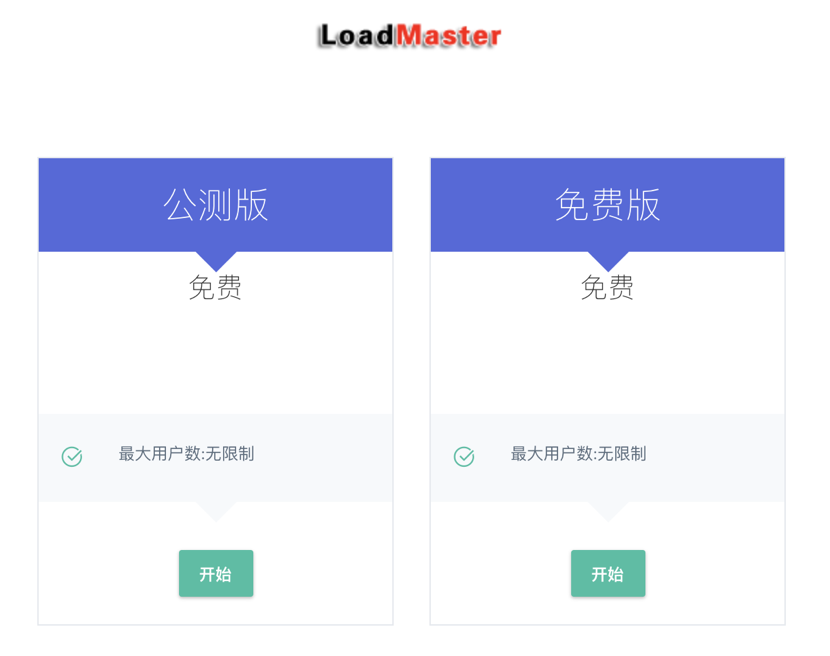 LoadMaster
公测版
免费
最大用户数:无限制
开始
免费版
免费
最大用户数:无限制
开始